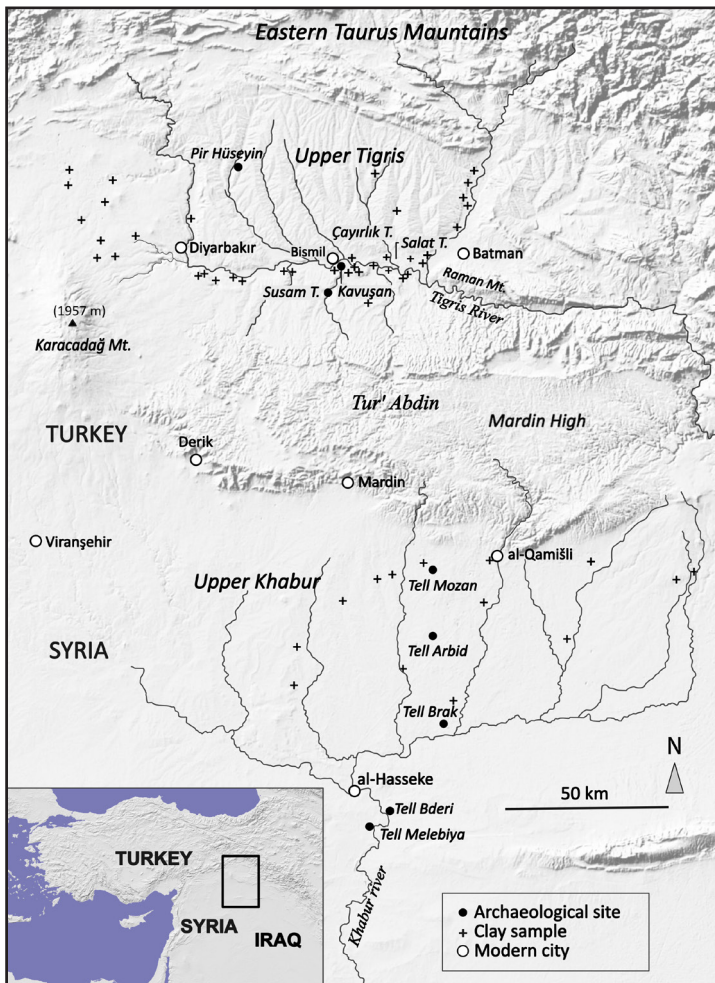 Eastern Taurus Mauntains
Pir Hüseyin
Upper Tigris
Çayırlık T.
Salat T.
Diyarbakır
Bismil
Batman
Raman Mt.
Susam T.
Kavuşan
Tigris River
(1957 m)
Karacadağ Mt.
Tur' Abdin
Mardin High
TURKEY
Derik
Mardin
Viranşehir
al-Qamišli
Upper Khabur
Tell Mozan
SYRIA
Tell Arbid
Tell Brak
N
al-Hasseke
50 km
Tell Bderi
Tell Melebiya
Khabur river
TURKEY
SYRIA
IRAQ
Archaeological site
Clay sample
Modern city